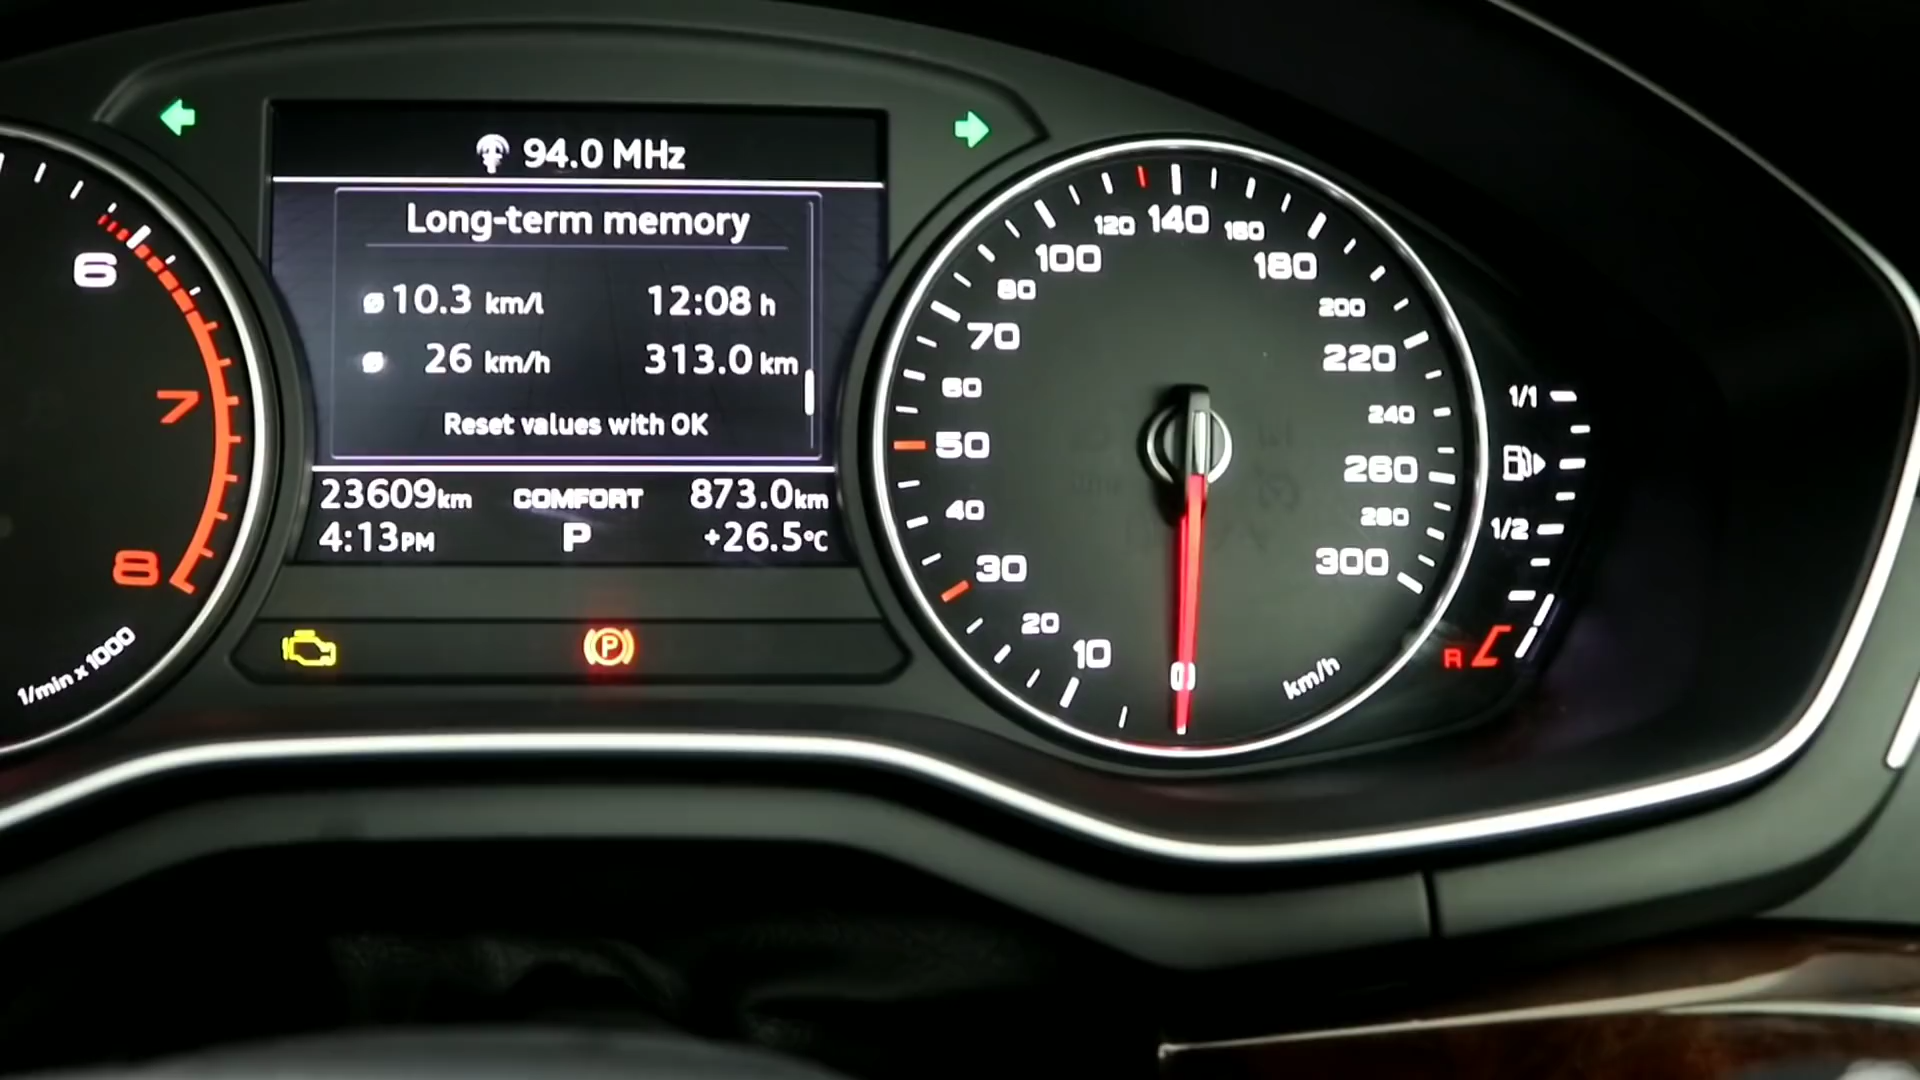 94.0 MHz
Long-term memory
ø 10.3 km/l 12:08 h
ø 26 km/h 313.0 km
Reset values with OK
23609km COMFORT 873.0km
4:13PM P +26.5°C
P
6
7
8
1/min x 1000
0
10
20
30
40
50
60
70
80
100
120
140
160
180
200
220
240
260
280
300
km/h
1/1
1/2
R